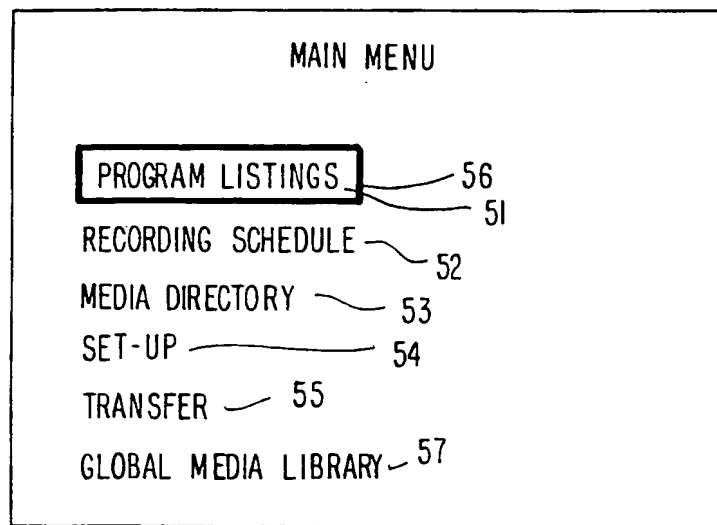 MAIN MENU
PROGRAM LISTINGS 56
51
RECORDING SCHEDULE 52
MEDIA DIRECTORY 53
SET-UP 54
TRANSFER 55
GLOBAL MEDIA LIBRARY 57